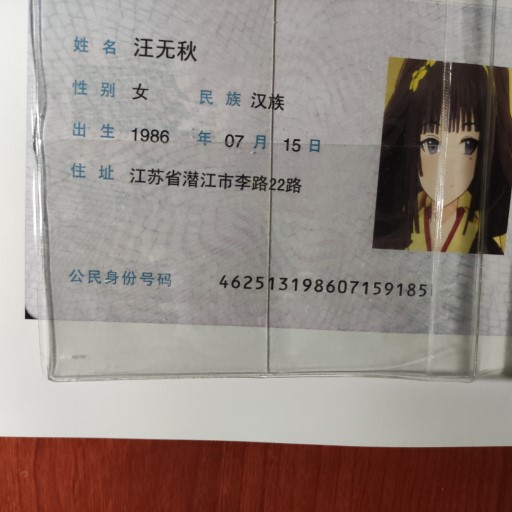 姓名 汪无秋
性别 女 民族 汉族
出生 1986 年 07 月 15 日
住址 江苏省潜江市李路22路
公民身份号码 462513198607159185